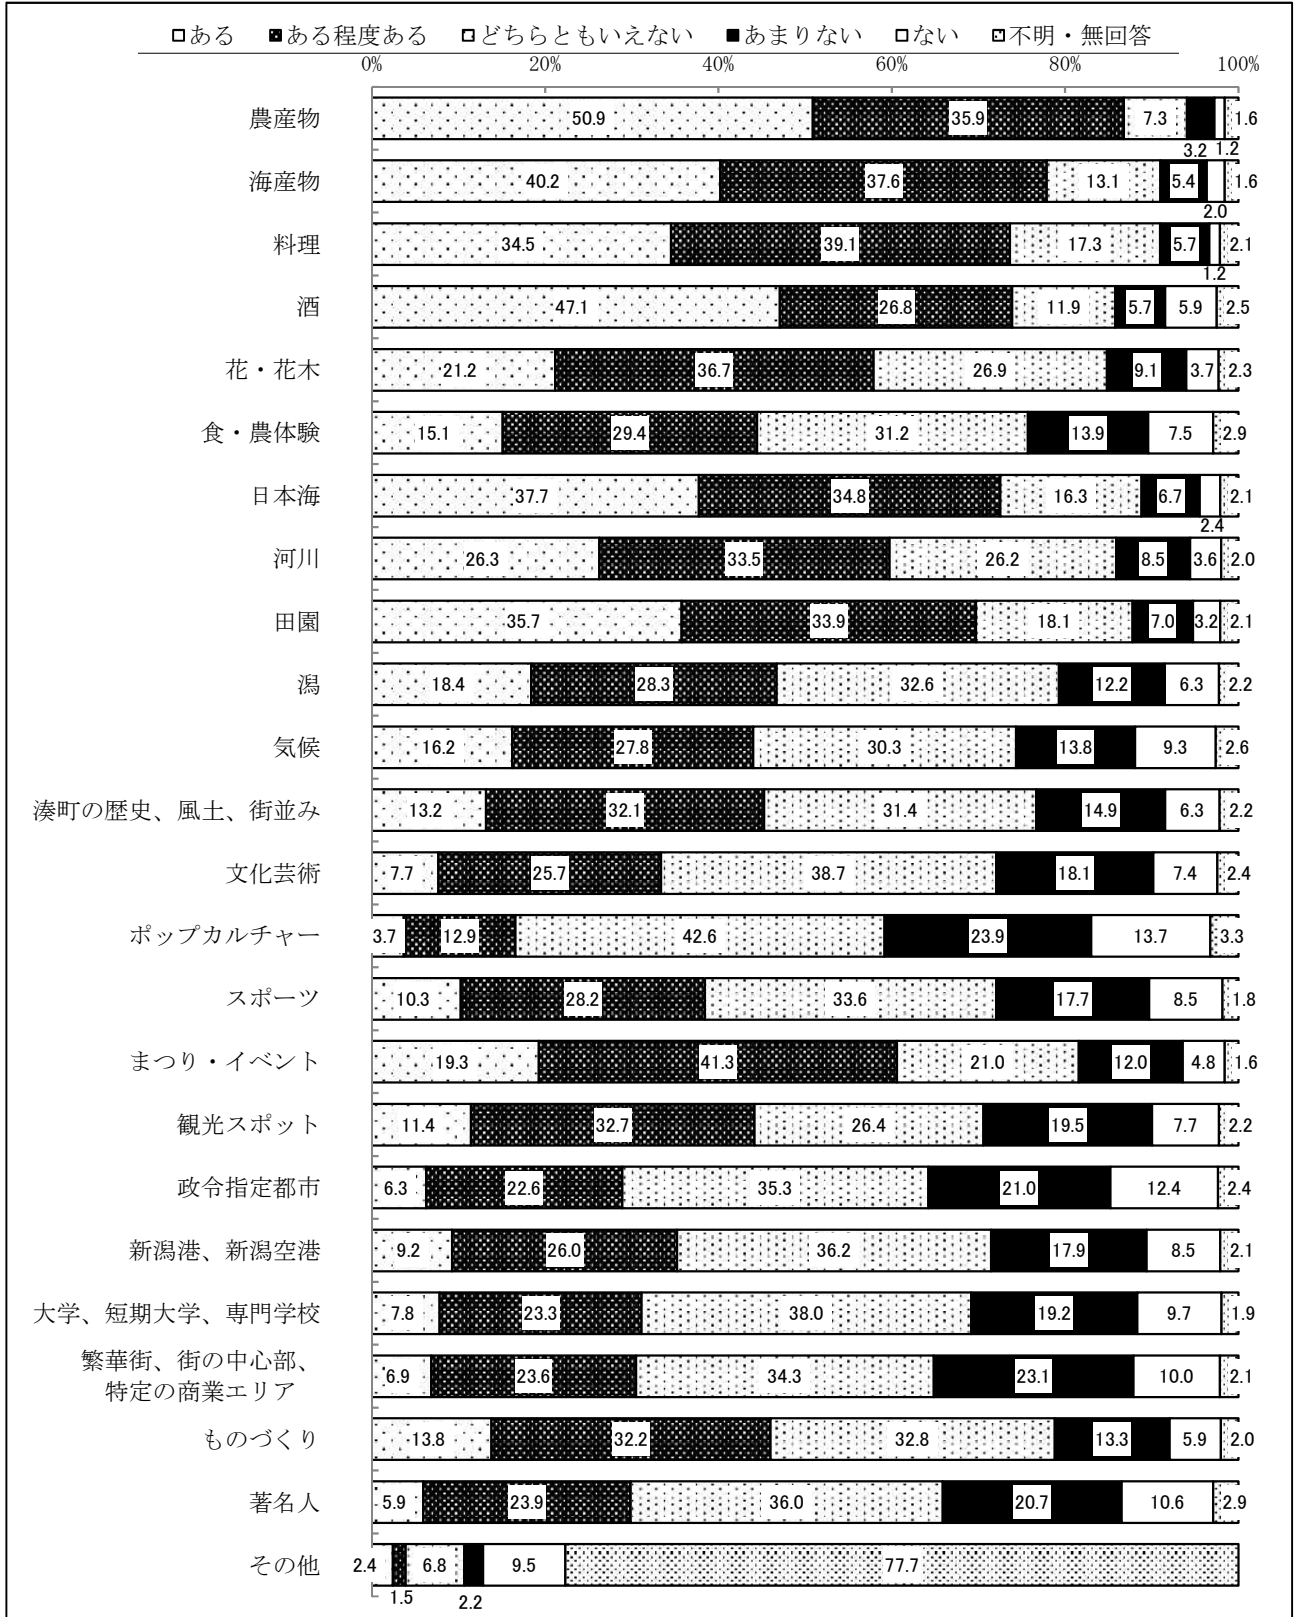 □ある ■ある程度ある □どちらともいえない ■あまりない □ない □不明・無回答
0% 20% 40% 60% 80% 100%
農産物 50.9 35.9 7.3 3.2 1.2 1.6
海産物 40.2 37.6 13.1 5.4 2.0 1.6
料理 34.5 39.1 17.3 5.7 1.2 2.1
酒 47.1 26.8 11.9 5.7 5.9 2.5
花・花木 21.2 36.7 26.9 9.1 3.7 2.3
食・農体験 15.1 29.4 31.2 13.9 7.5 2.9
日本海 37.7 34.8 16.3 6.7 2.4 2.1
河川 26.3 33.5 26.2 8.5 3.6 2.0
田園 35.7 33.9 18.1 7.0 3.2 2.1
潟 18.4 28.3 32.6 12.2 6.3 2.2
気候 16.2 27.8 30.3 13.8 9.3 2.6
湊町の歴史、風土、街並み 13.2 32.1 31.4 14.9 6.3 2.2
文化芸術 7.7 25.7 38.7 18.1 7.4 2.4
ポップカルチャー 3.7 12.9 42.6 23.9 13.7 3.3
スポーツ 10.3 28.2 33.6 17.7 8.5 1.8
まつり・イベント 19.3 41.3 21.0 12.0 4.8 1.6
観光スポット 11.4 32.7 26.4 19.5 7.7 2.2
政令指定都市 6.3 22.6 35.3 21.0 12.4 2.4
新潟港、新潟空港 9.2 26.0 36.2 17.9 8.5 2.1
大学、短期大学、専門学校 7.8 23.3 38.0 19.2 9.7 1.9
繁華街、街の中心部、
特定の商業エリア 6.9 23.6 34.3 23.1 10.0 2.1
ものづくり 13.8 32.2 32.8 13.3 5.9 2.0
著名人 5.9 23.9 36.0 20.7 10.6 2.9
その他 2.4 1.5 6.8 2.2 9.5 77.7